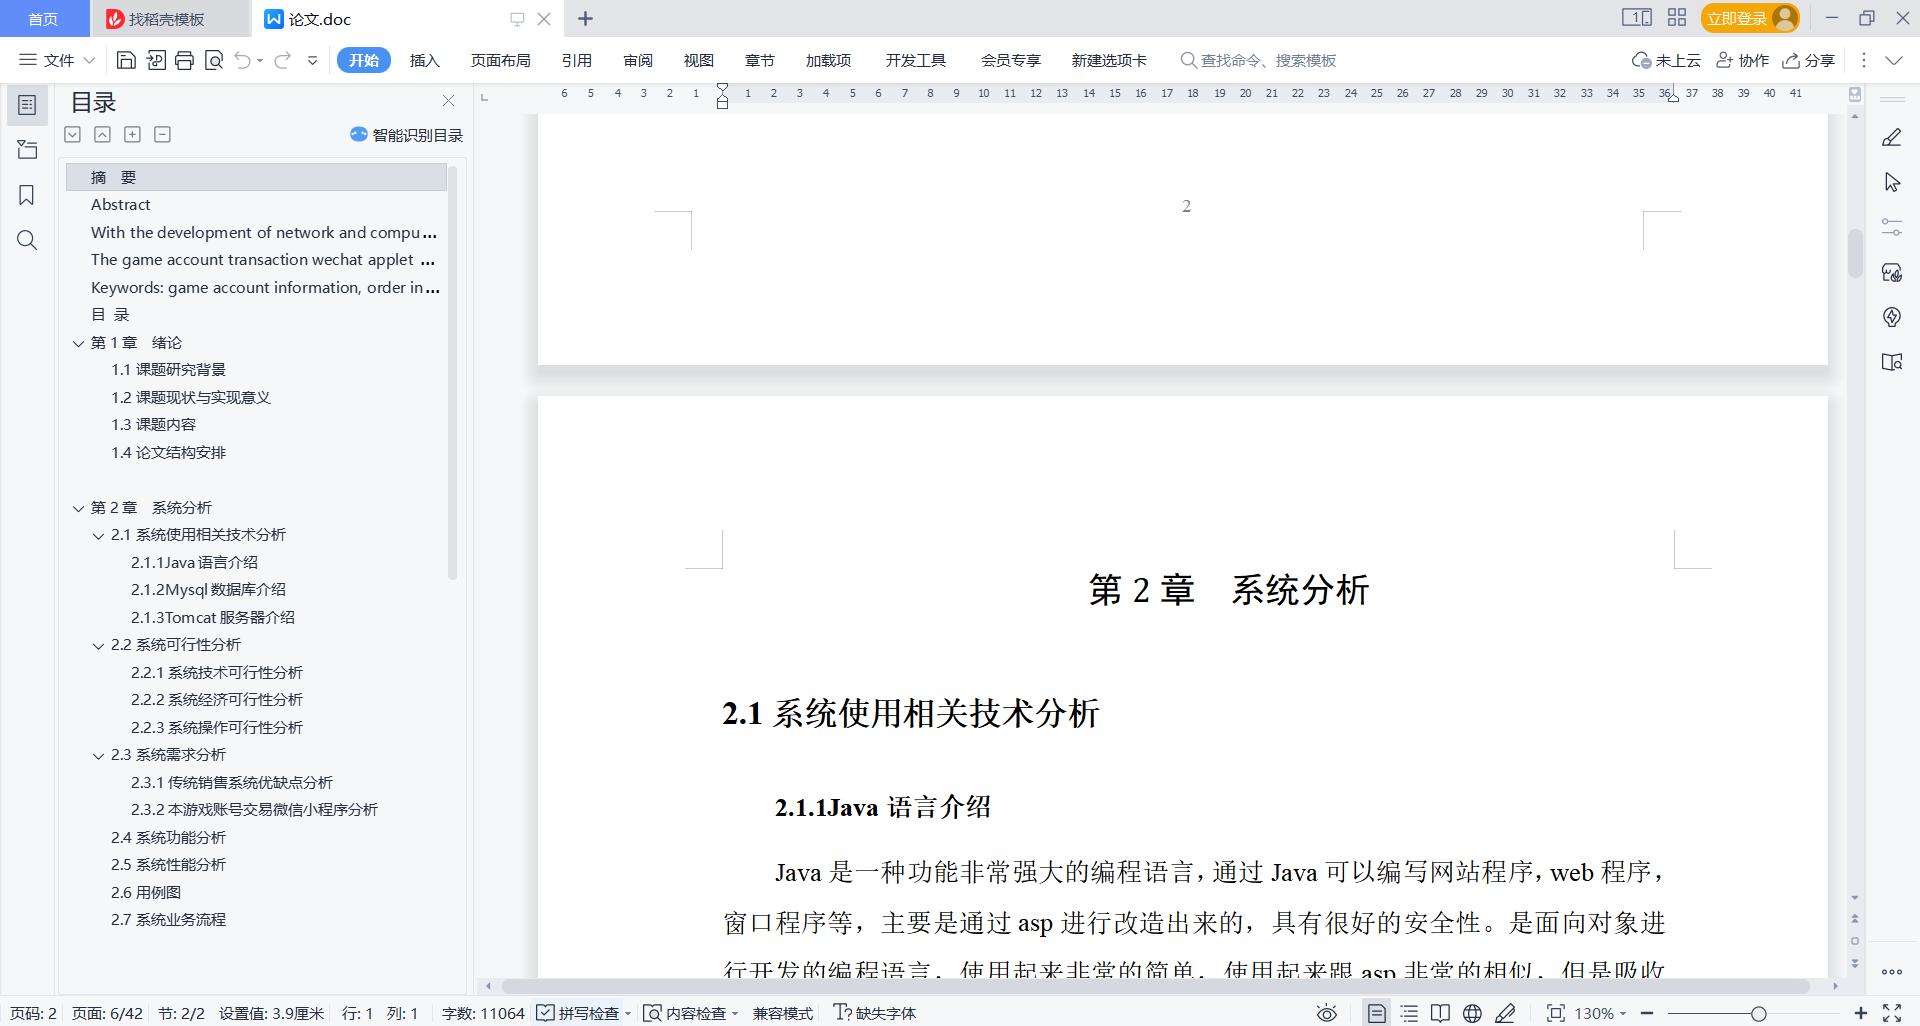 首页 找稻壳模板 论文.doc 立即登录
文件 开始 插入 页面布局 引用 审阅 视图 章节 加载项 开发工具 会员专享 新建选项卡 查找命令、搜索模板 未上云 协作 分享
6 5 4 3 2 1 1 2 3 4 5 6 7 8 9 10 11 12 13 14 15 16 17 18 19 20 21 22 23 24 25 26 27 28 29 30 31 32 33 34 35 36 37 38 39 40 41
目录
智能识别目录
摘 要
Abstract
With the development of network and compu...
The game account transaction wechat applet ...
Keywords: game account information, order in...
目 录
第 1 章 绪论
1.1 课题研究背景
1.2 课题现状与实现意义
1.3 课题内容
1.4 论文结构安排
第 2 章 系统分析
2.1 系统使用相关技术分析
2.1.1Java 语言介绍
2.1.2Mysql 数据库介绍
2.1.3Tomcat 服务器介绍
2.2 系统可行性分析
2.2.1 系统技术可行性分析
2.2.2 系统经济可行性分析
2.2.3 系统操作可行性分析
2.3 系统需求分析
2.3.1 传统销售系统优缺点分析
2.3.2 本游戏账号交易微信小程序分析
2.4 系统功能分析
2.5 系统性能分析
2.6 用例图
2.7 系统业务流程
2
第 2 章 系统分析
2.1 系统使用相关技术分析
2.1.1Java 语言介绍
Java 是一种功能非常强大的编程语言，通过 Java 可以编写网站程序，web 程序，
窗口程序等，主要是通过 asp 进行改造出来的，具有很好的安全性。是面向对象进
行开发的编程语言，使用起来非常的简单，使用起来跟 asp 非常的相似，但是吸收
页码: 2 页面: 6/42 节: 2/2 设置值: 3.9厘米 行: 1 列: 1 字数: 11064 拼写检查 内容检查 兼容模式 缺失字体 130%